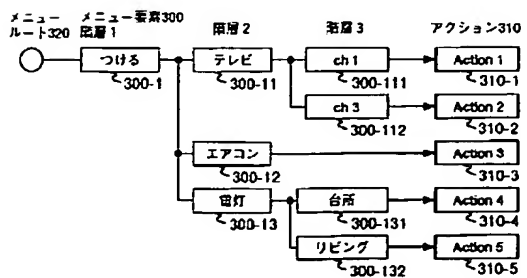 メニュー メニュー要素300
ルート320 階層1 階層2 階層3 アクション310
つける テレビ ch 1 Action 1
300-1 300-11 300-111 310-1
ch 3 Action 2
300-112 310-2
エアコン Action 3
300-12 310-3
電灯 台所 Action 4
300-13 300-131 310-4
リビング Action 5
300-132 310-5